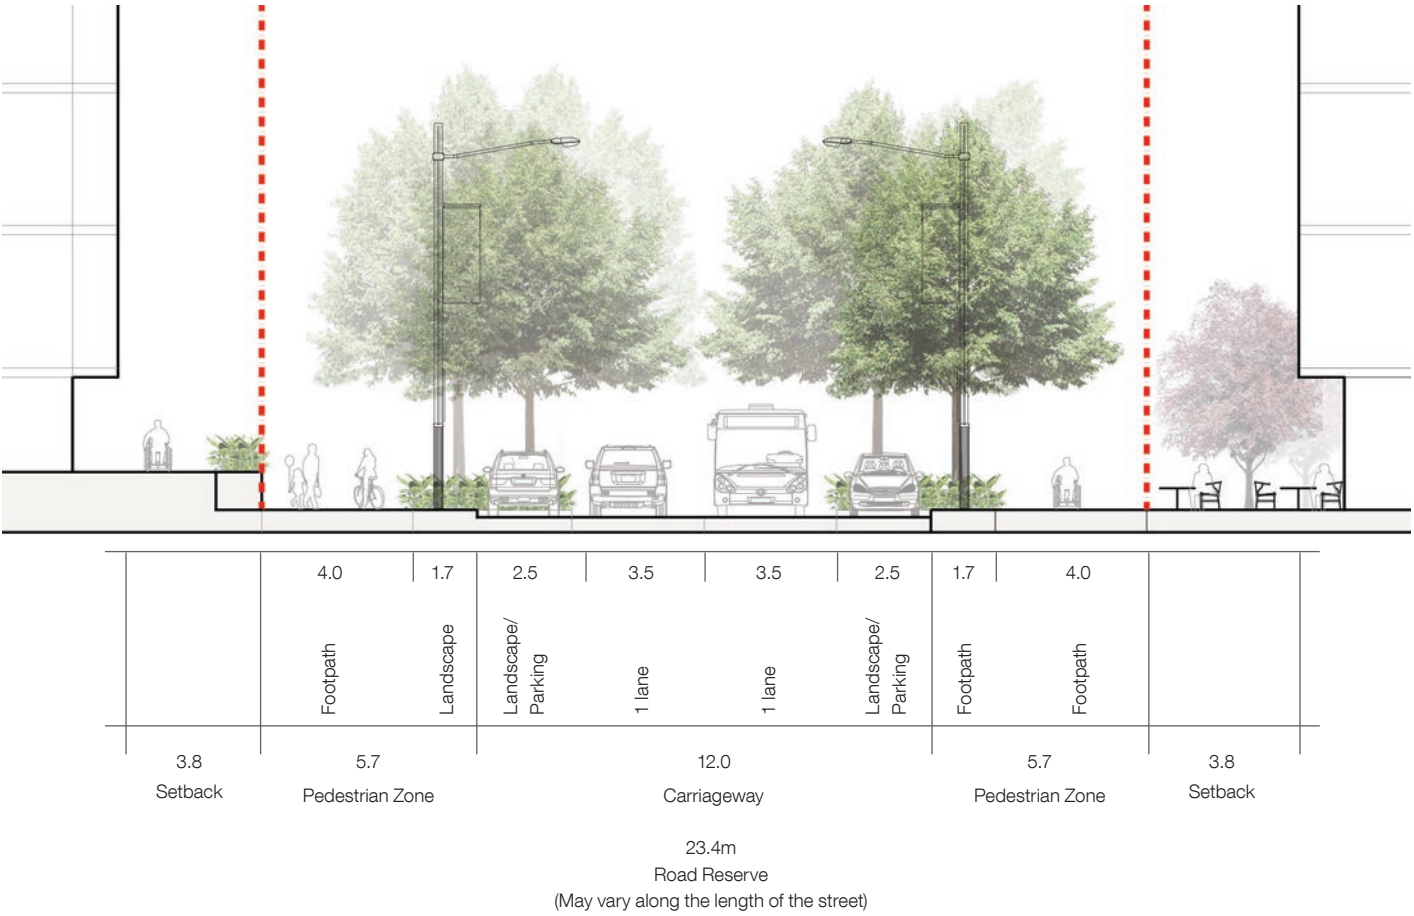 4.0
1.7
2.5
3.5
3.5
2.5
1.7
4.0
Footpath
Landscape
Landscape/
Parking
1 lane
1 lane
Landscape/
Parking
Footpath
Footpath
3.8
Setback
5.7
Pedestrian Zone
12.0
Carriageway
5.7
Pedestrian Zone
3.8
Setback
23.4m
Road Reserve
(May vary along the length of the street)